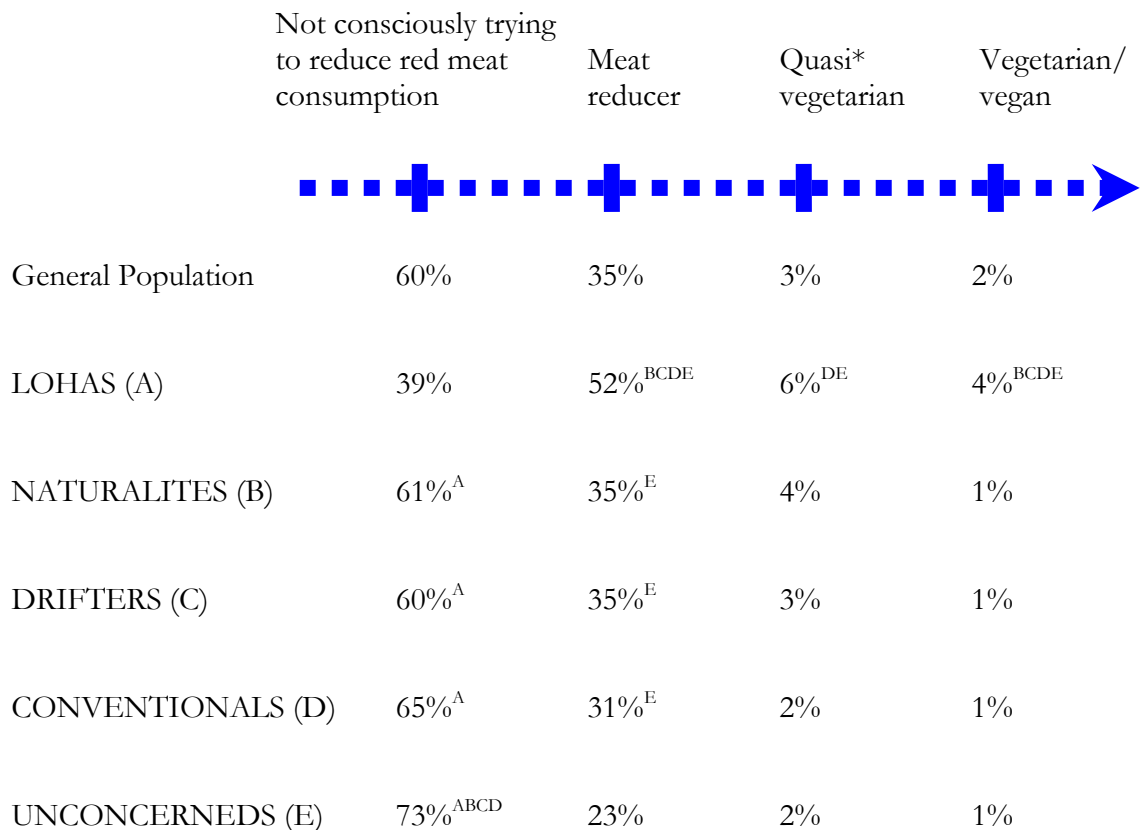 Not consciously trying
to reduce red meat
consumption
Meat
reducer
Quasi*
vegetarian
Vegetarian/
vegan
General Population 60% 35% 3% 2%
LOHAS (A) 39% 52%BCDE 6%DE 4%BCDE
NATURALITES (B) 61%A 35%E 4% 1%
DRIFTERS (C) 60%A 35%E 3% 1%
CONVENTIONALS (D) 65%A 31%E 2% 1%
UNCONCERNEDS (E) 73%ABCD 23% 2% 1%